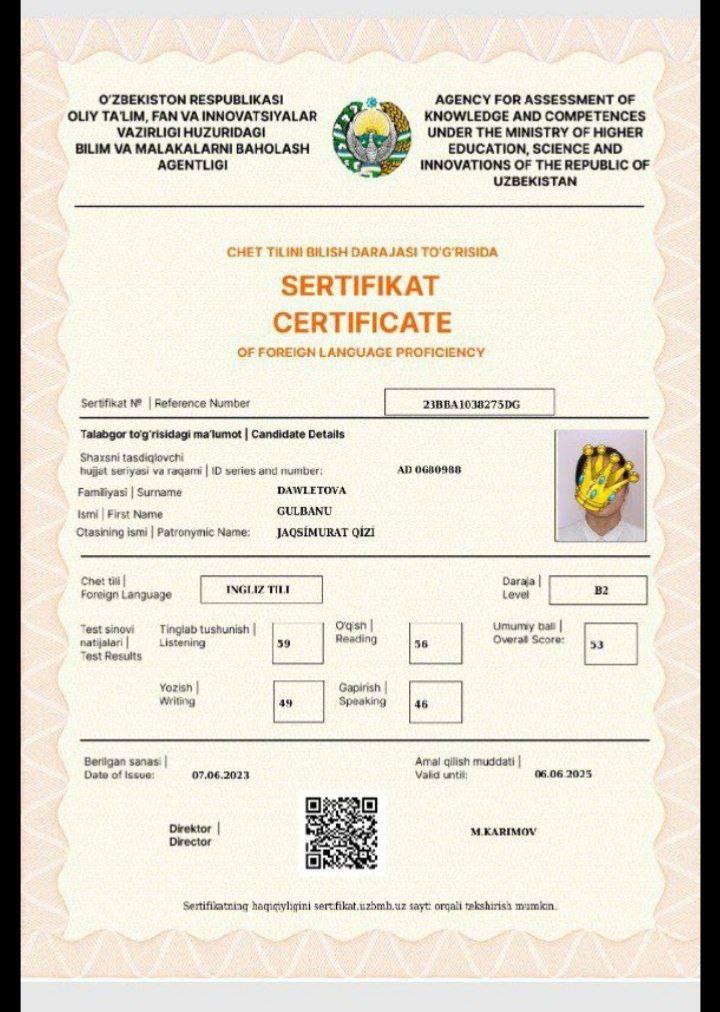 O'ZBEKISTON RESPUBLIKASI
OLIY TA'LIM, FAN VA INNOVATSIYALAR
VAZIRLIGI HUZURIDAGI
BILIM VA MALAKALARNI BAHOLASH
AGENTLIGI
AGENCY FOR ASSESSMENT OF
KNOWLEDGE AND COMPETENCES
UNDER THE MINISTRY OF HIGHER
EDUCATION, SCIENCE AND
INNOVATIONS OF THE REPUBLIC OF
UZBEKISTAN
CHET TILINI BILISH DARAJASI TO'G'RISIDA
SERTIFIKAT
CERTIFICATE
OF FOREIGN LANGUAGE PROFICIENCY
Sertifikat № | Reference Number 23BBA1038275DG
Talabgor to'g'risidagi ma'lumot | Candidate Details
Shaxsni tasdiqlovchi
hujjat seriyasi va raqami | ID series and number: AD 0680988
Familiyasi | Surname DAWLETOVA
Ismi | First Name GULBANU
Otasining ismi | Patronymic Name: JAQSÍMURAT QÍZÍ
Chet tili |
Foreign Language
INGLIZ TILI
Daraja |
Level
B2
Test sinovi
natijalari |
Test Results
Tinglab tushunish |
Listening
59
O'qish |
Reading
56
Umumiy ball |
Overall Score:
53
Yozish |
Writing
49
Gapirish |
Speaking
46
Berilgan sanasi |
Date of Issue: 07.06.2023
Amal qilish muddati |
Valid until: 06.06.2025
Direktor |
Director
M.KARIMOV
Sertifikatning haqiqiyligini sertifikat.uzbmb.uz sayti orqali tekshirish mumkin.